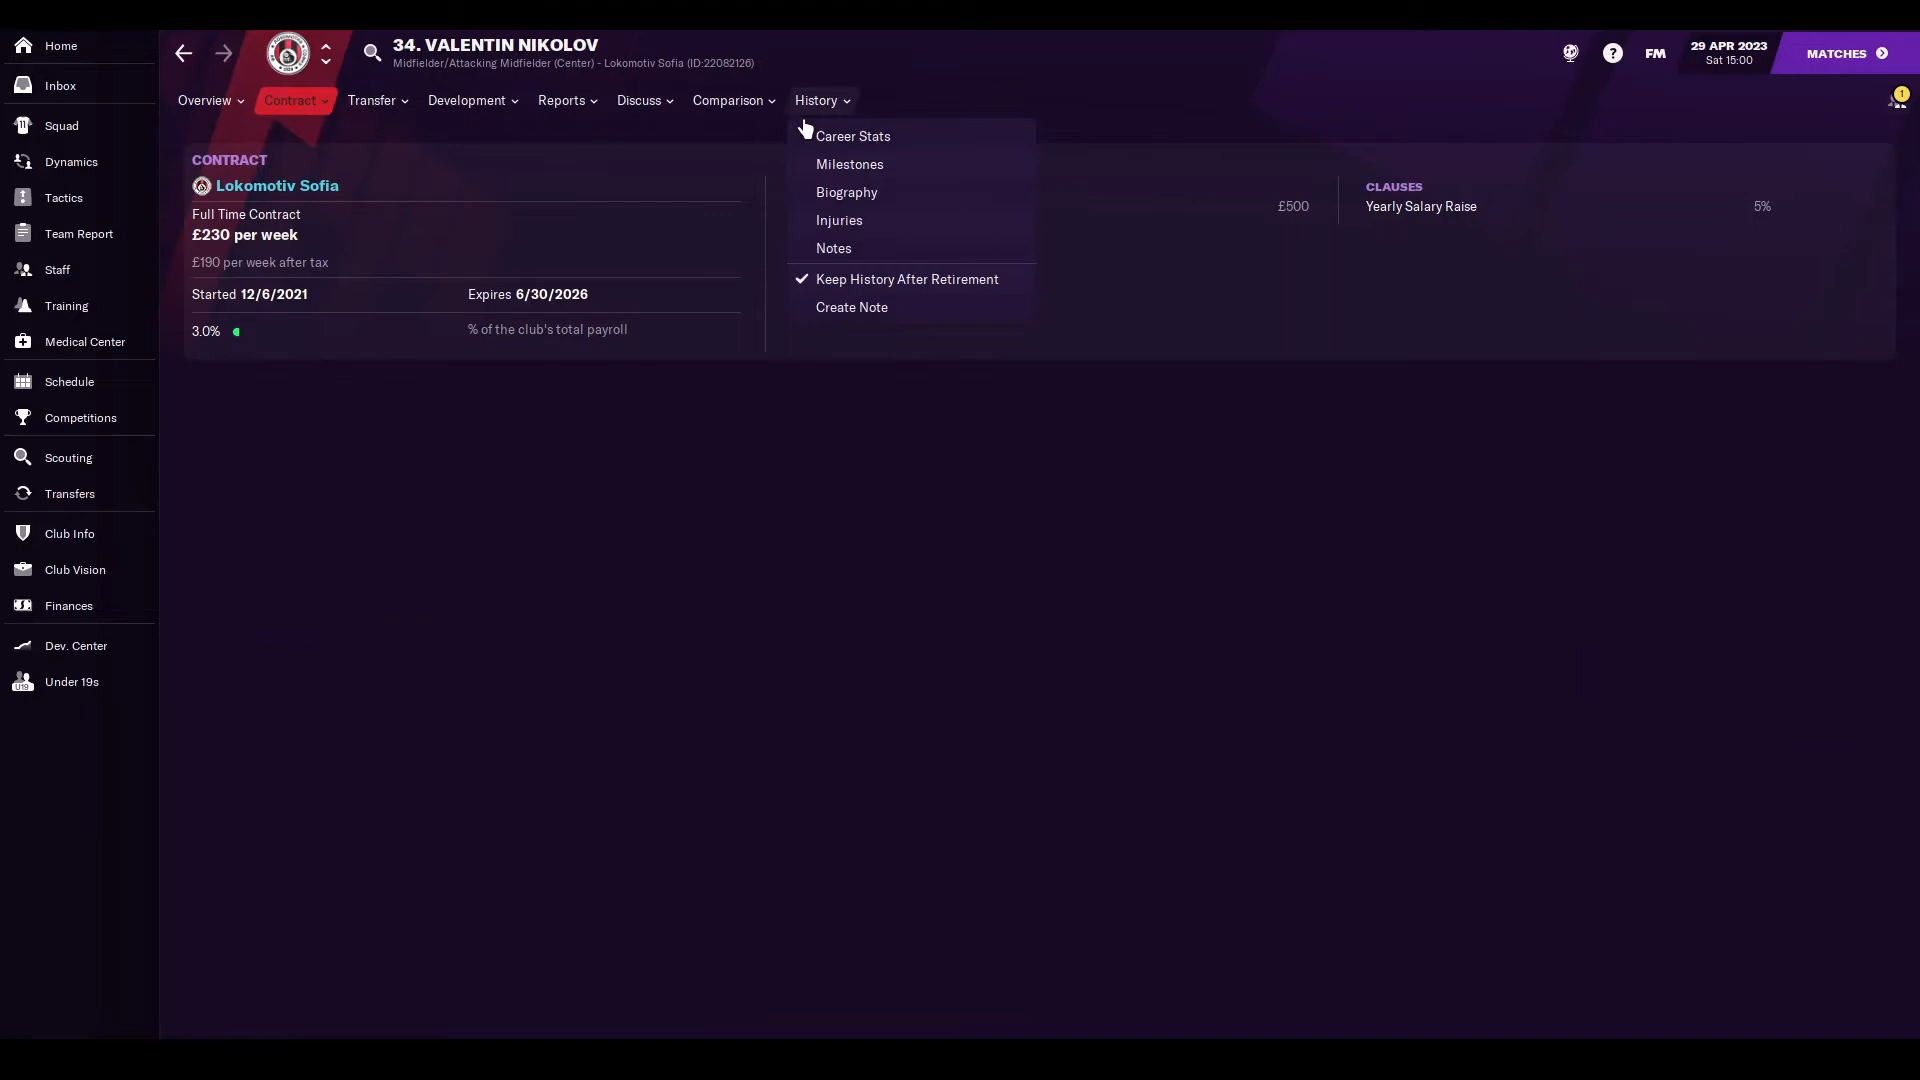 Home
Inbox
Squad
Dynamics
Tactics
Team Report
Staff
Training
Medical Center
Schedule
Competitions
Scouting
Transfers
Club Info
Club Vision
Finances
Dev. Center
U19
Under 19s
34. VALENTIN NIKOLOV
Midfielder/Attacking Midfielder (Center) - Lokomotiv Sofia (ID:22082126)
?
FM
29 APR 2023
Sat 15:00
MATCHES
Overview
Contract
Transfer
Development
Reports
Discuss
Comparison
History
1
CONTRACT
Lokomotiv Sofia
Full Time Contract
£230 per week
£190 per week after tax
Started 12/6/2021
Expires 6/30/2026
3.0%
% of the club's total payroll
Career Stats
Milestones
Biography
Injuries
Notes
Keep History After Retirement
Create Note
£500
CLAUSES
Yearly Salary Raise
5%